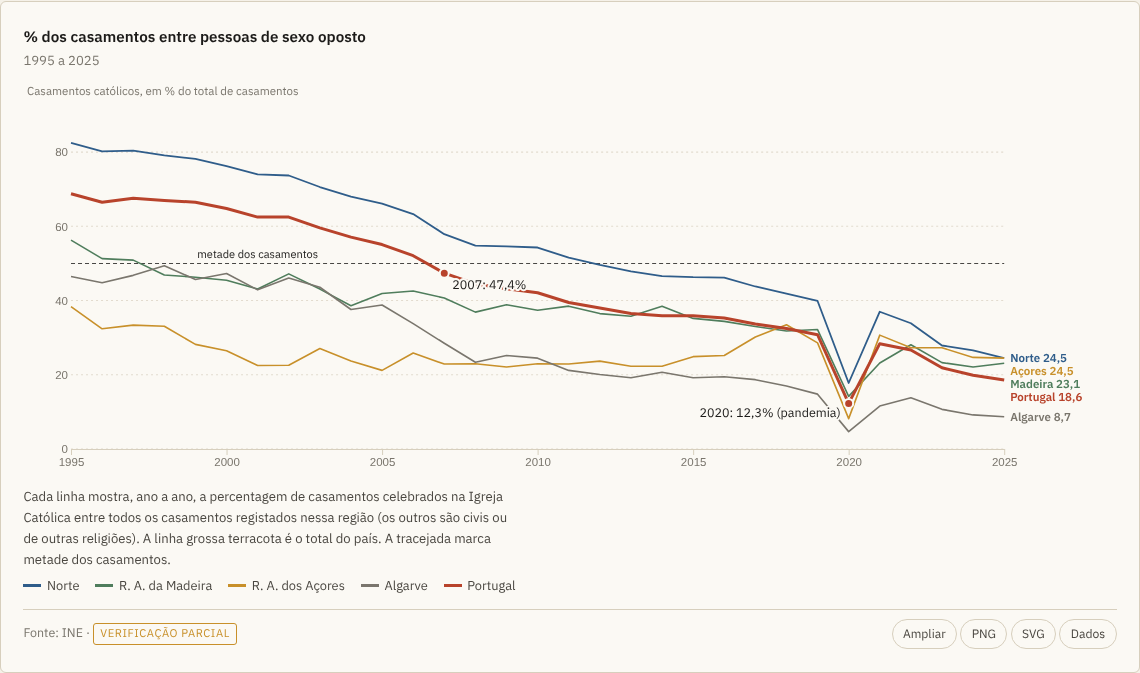 % dos casamentos entre pessoas de sexo oposto
1995 a 2025
Casamentos católicos, em % do total de casamentos
80
60
40
20
0
metade dos casamentos
2007: 47,4%
2020: 12,3% (pandemia)
Norte 24,5
Açores 24,5
Madeira 23,1
Portugal 18,6
Algarve 8,7
1995 2000 2005 2010 2015 2020 2025
Cada linha mostra, ano a ano, a percentagem de casamentos celebrados na Igreja
Católica entre todos os casamentos registados nessa região (os outros são civis ou
de outras religiões). A linha grossa terracota é o total do país. A tracejada marca
metade dos casamentos.
Norte R. A. da Madeira R. A. dos Açores Algarve Portugal
Fonte: INE · VERIFICAÇÃO PARCIAL
Ampliar PNG SVG Dados